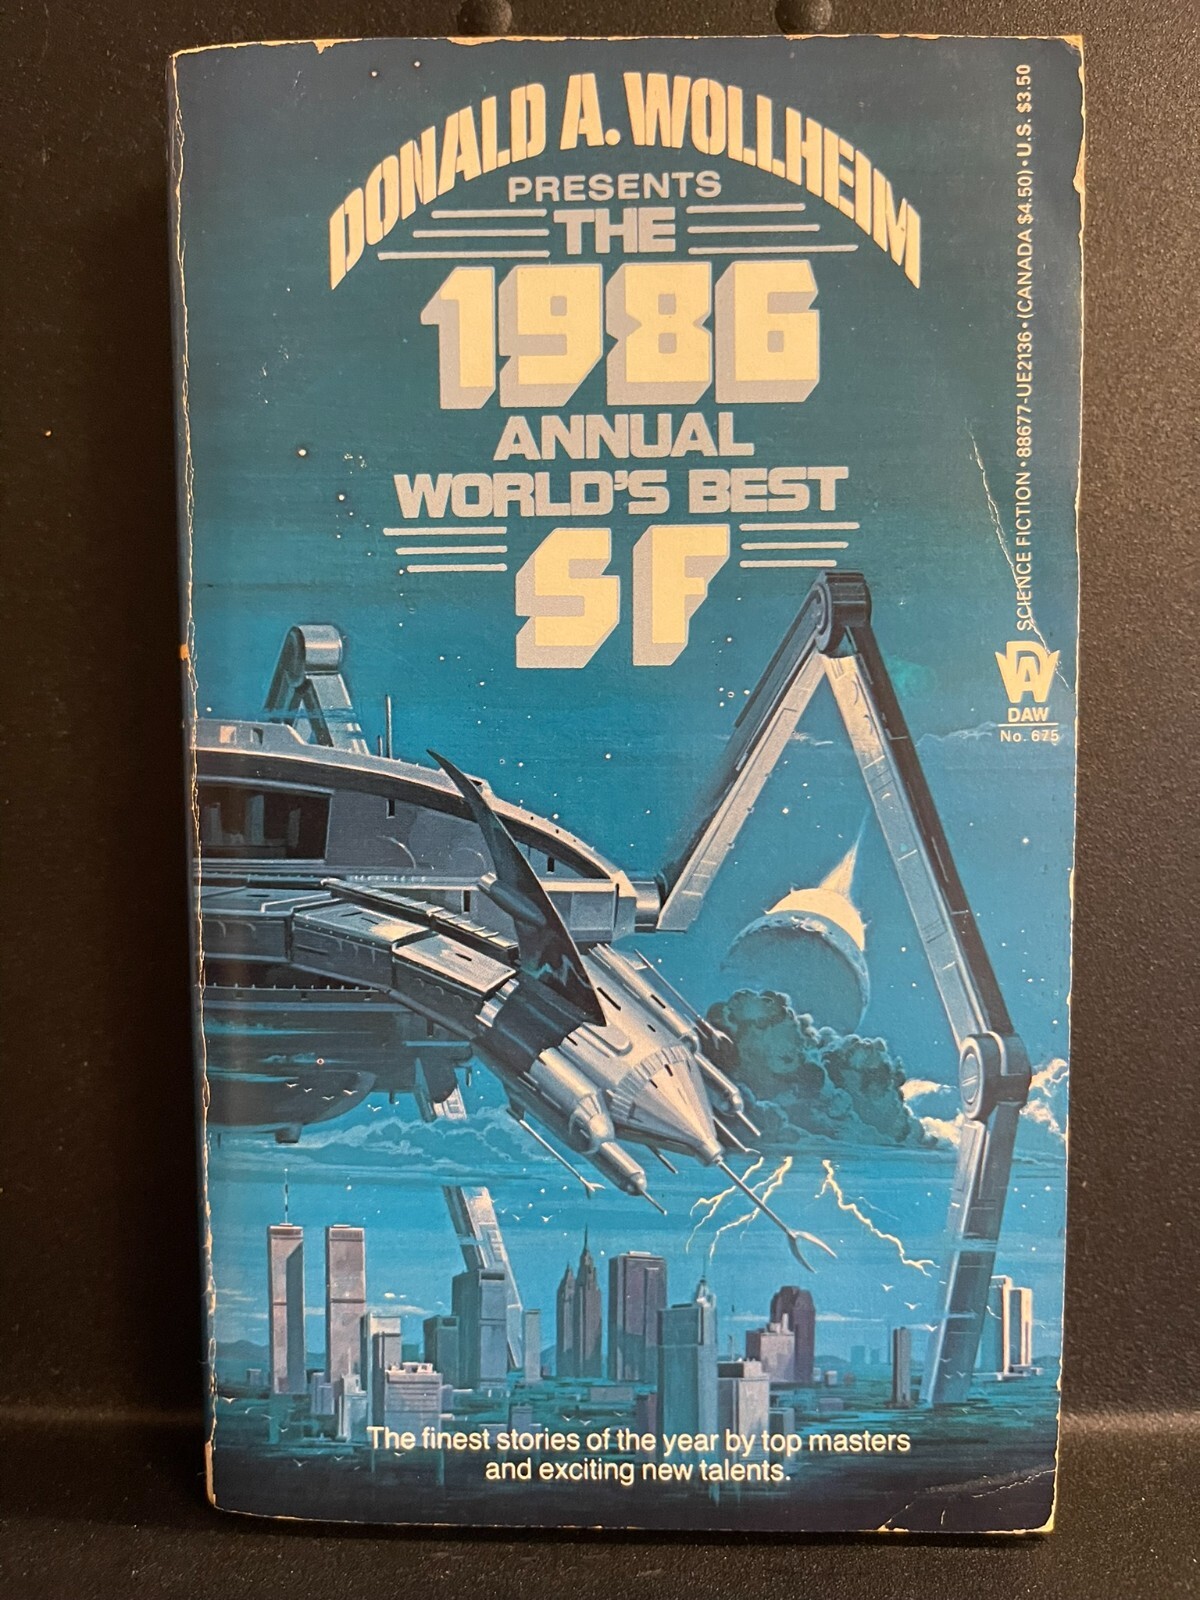 DONALD A. WOLLHEIM
PRESENTS
THE
1986
ANNUAL
WORLD'S BEST
SF
SCIENCE FICTION • 88677-UE2136 • (CANADA $4.50) • U.S. $3.50
DAW
DAW
No. 675
The finest stories of the year by top masters
and exciting new talents.